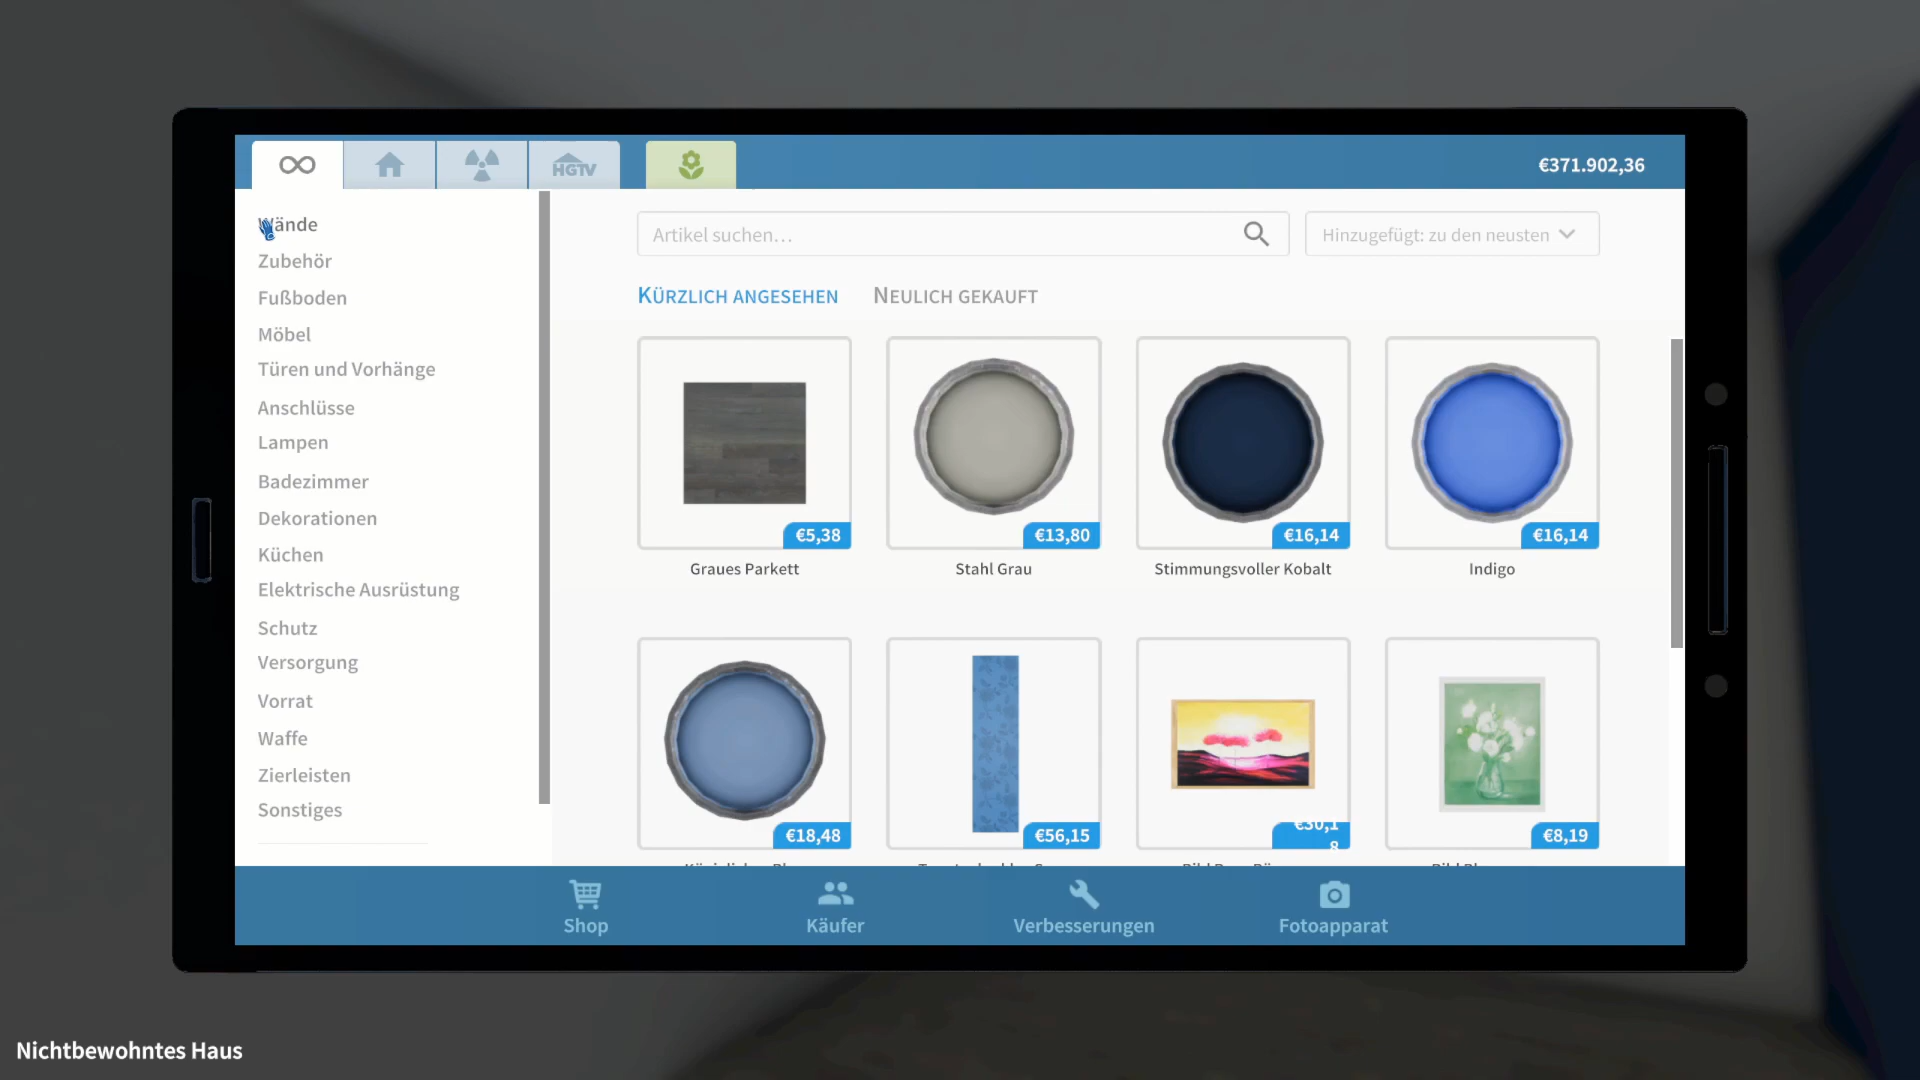 HGTV
€371.902,36
Wände
Zubehör
Fußboden
Möbel
Türen und Vorhänge
Anschlüsse
Lampen
Badezimmer
Dekorationen
Küchen
Elektrische Ausrüstung
Schutz
Versorgung
Vorrat
Waffe
Zierleisten
Sonstiges
Artikel suchen...
Hinzugefügt: zu den neusten
KÜRZLICH ANGESEHEN
NEULICH GEKAUFT
€5,38
€13,80
€16,14
€16,14
Graues Parkett
Stahl Grau
Stimmungsvoller Kobalt
Indigo
€18,48
€56,15
€30,1
8
€8,19
Shop
Käufer
Verbesserungen
Fotoapparat
Nichtbewohntes Haus